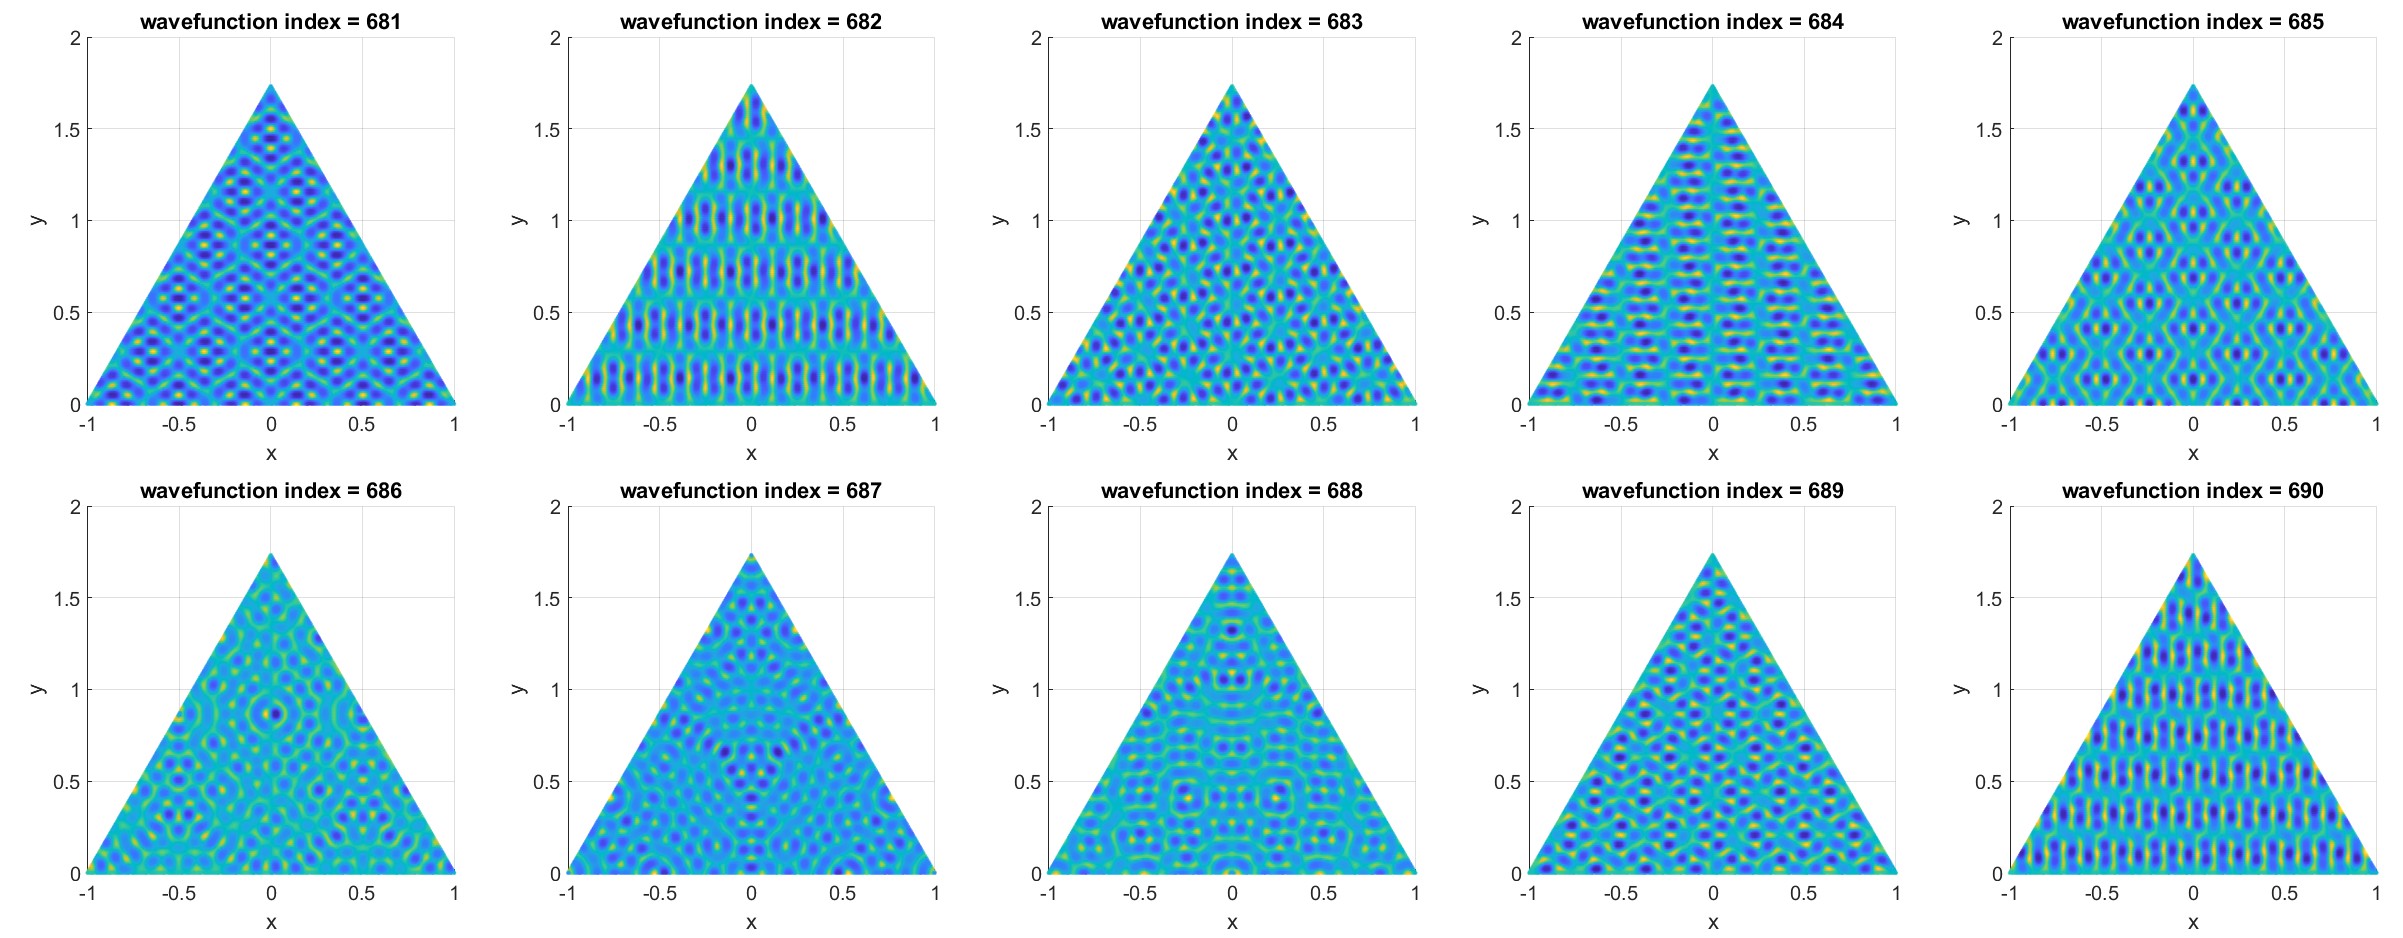 wavefunction index = 681
2
1.5
1
0.5
0
y
-1 -0.5 0 0.5 1
x
wavefunction index = 682
2
1.5
1
0.5
0
y
-1 -0.5 0 0.5 1
x
wavefunction index = 683
2
1.5
1
0.5
0
y
-1 -0.5 0 0.5 1
x
wavefunction index = 684
2
1.5
1
0.5
0
y
-1 -0.5 0 0.5 1
x
wavefunction index = 685
2
1.5
1
0.5
0
y
-1 -0.5 0 0.5 1
x
wavefunction index = 686
2
1.5
1
0.5
0
y
-1 -0.5 0 0.5 1
x
wavefunction index = 687
2
1.5
1
0.5
0
y
-1 -0.5 0 0.5 1
x
wavefunction index = 688
2
1.5
1
0.5
0
y
-1 -0.5 0 0.5 1
x
wavefunction index = 689
2
1.5
1
0.5
0
y
-1 -0.5 0 0.5 1
x
wavefunction index = 690
2
1.5
1
0.5
0
y
-1 -0.5 0 0.5 1
x